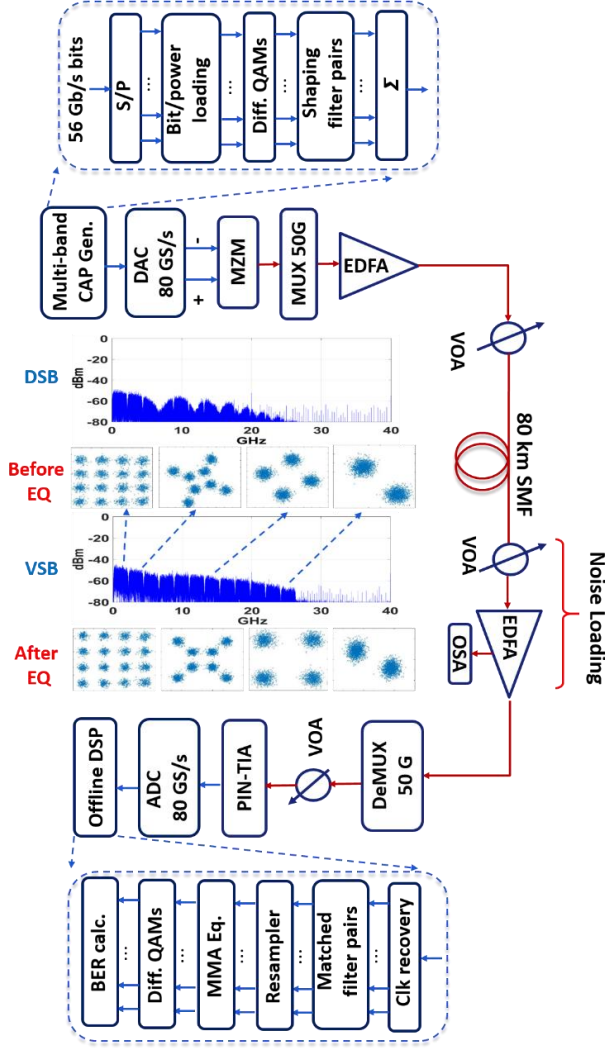 56 Gb/s bits
S/P
...
Bit/power
loading
...
Diff. QAMs
...
Shaping
filter pairs
...
Σ
Multi-band
CAP Gen.
DAC
80 GS/s
+
-
MZM
MUX 50G
EDFA
VOA
80 km SMF
VOA
EDFA
OSA
Noise Loading
DSB
dBm
0
-20
-40
-60
-80
0
10
20
30
40
GHz
Before
EQ
VSB
dBm
0
-20
-40
-60
-80
0
10
20
30
40
GHz
After
EQ
DeMUX
50 G
VOA
PIN-TIA
ADC
80 GS/s
Offline DSP
Clk recovery
...
Matched
filter pairs
...
Resampler
...
MMA Eq.
...
Diff. QAMs
...
BER calc.